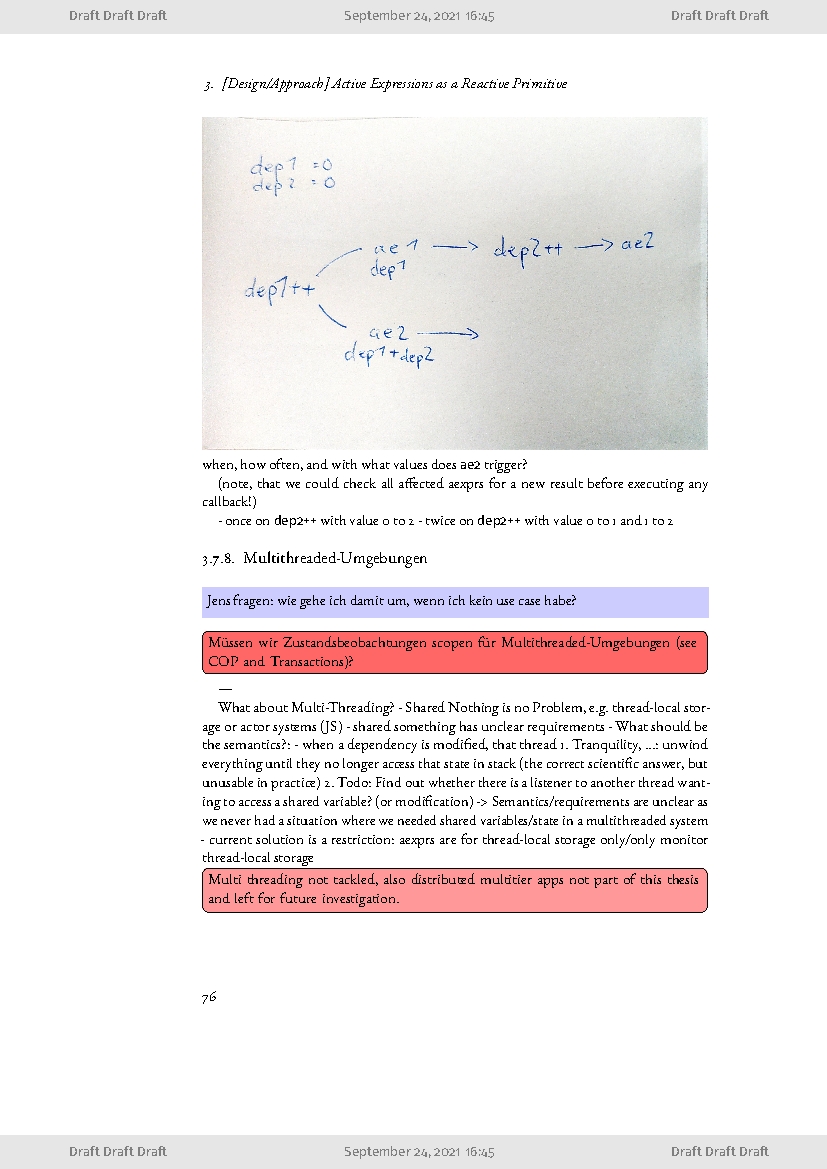 Draft Draft Draft September 24, 2021 16:45 Draft Draft Draft
3. [Design/Approach] Active Expressions as a Reactive Primitive
dep1 = 0
dep2 = 0
ae1 → dep2++ → ae2
dep1
dep1++
ae2 →
dep1+dep2
when, how often, and with what values does ae2 trigger?
(note, that we could check all affected aexprs for a new result before executing any
callback!)
- once on dep2++ with value 0 to 2 - twice on dep2++ with value 0 to 1 and 1 to 2
3.7.8. Multithreaded-Umgebungen
Jens fragen: wie gehe ich damit um, wenn ich kein use case habe?
Müssen wir Zustandsbeobachtungen scopen für Multithreaded-Umgebungen (see
COP and Transactions)?
—
What about Multi-Threading? - Shared Nothing is no Problem, e.g. thread-local stor-
age or actor systems (JS) - shared something has unclear requirements - What should be
the semantics?: - when a dependency is modified, that thread 1. Tranquility, ...: unwind
everything until they no longer access that state in stack (the correct scientific answer, but
unusable in practice) 2. Todo: Find out whether there is a listener to another thread want-
ing to access a shared variable? (or modification) -> Semantics/requirements are unclear as
we never had a situation where we needed shared variables/state in a multithreaded system
- current solution is a restriction: aexprs are for thread-local storage only/only monitor
thread-local storage
Multi threading not tackled, also distributed multitier apps not part of this thesis
and left for future investigation.
76
Draft Draft Draft September 24, 2021 16:45 Draft Draft Draft